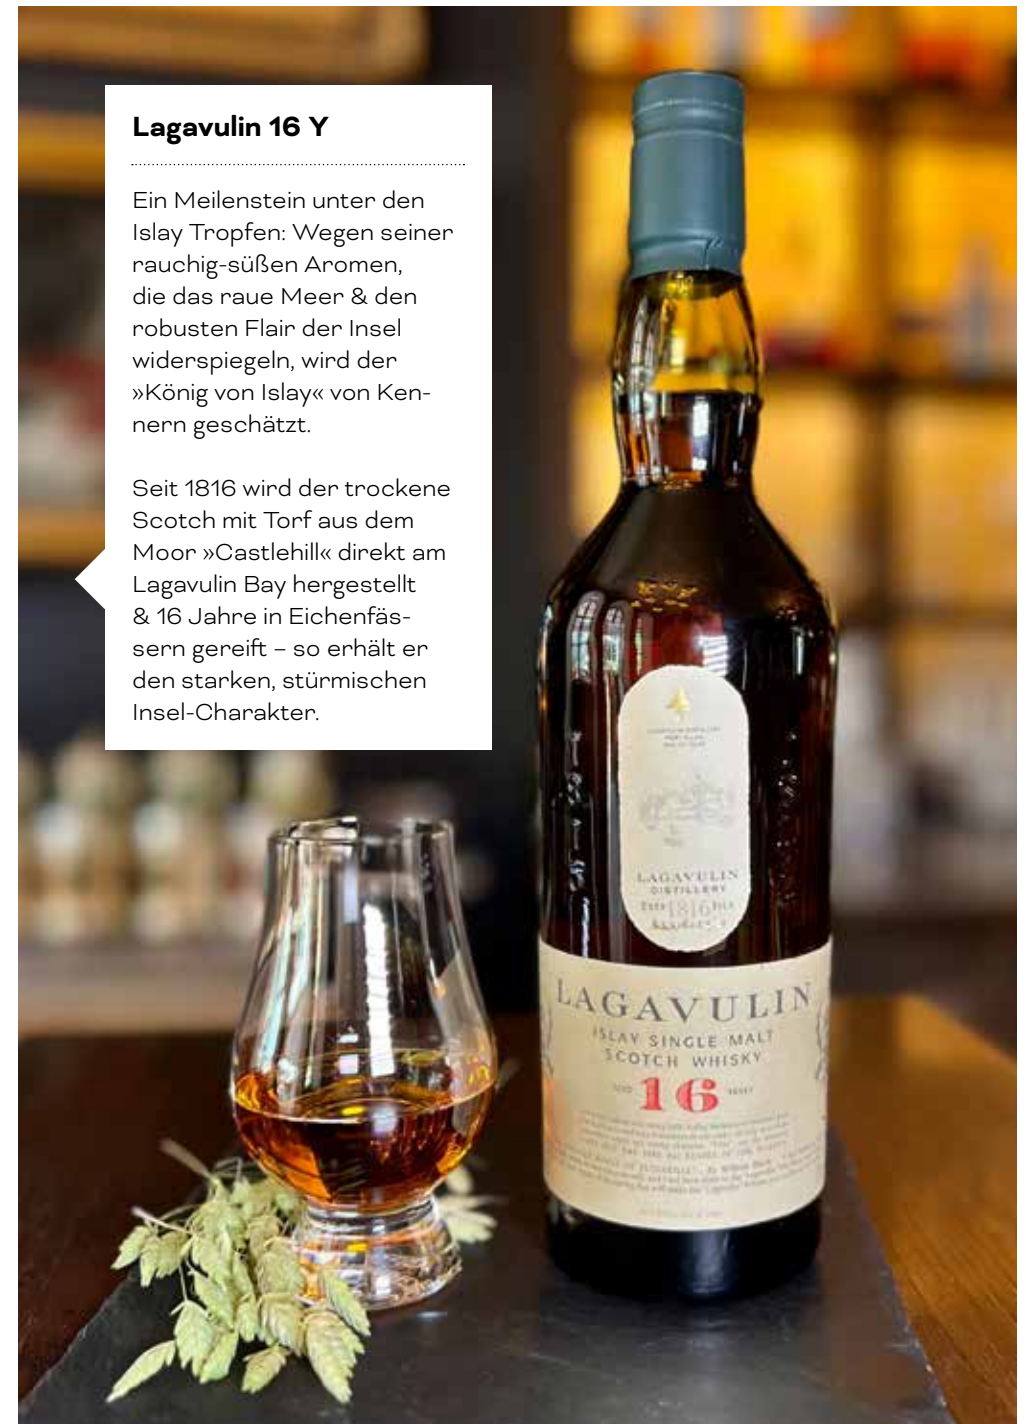 Lagavulin 16 Y
Ein Meilenstein unter den
Islay Tropfen: Wegen seiner
rauchig-süßen Aromen,
die das raue Meer & den
robusten Flair der Insel
widerspiegeln, wird der
»König von Islay« von Ken-
nern geschätzt.
Seit 1816 wird der trockene
Scotch mit Torf aus dem
Moor »Castlehill« direkt am
Lagavulin Bay hergestellt
& 16 Jahre in Eichenfäs-
sern gereift – so erhält er
den starken, stürmischen
Insel-Charakter.
LAGAVULIN
DISTILLERY
1816
LAGAVULIN
ISLAY SINGLE MALT
SCOTCH WHISKY
16